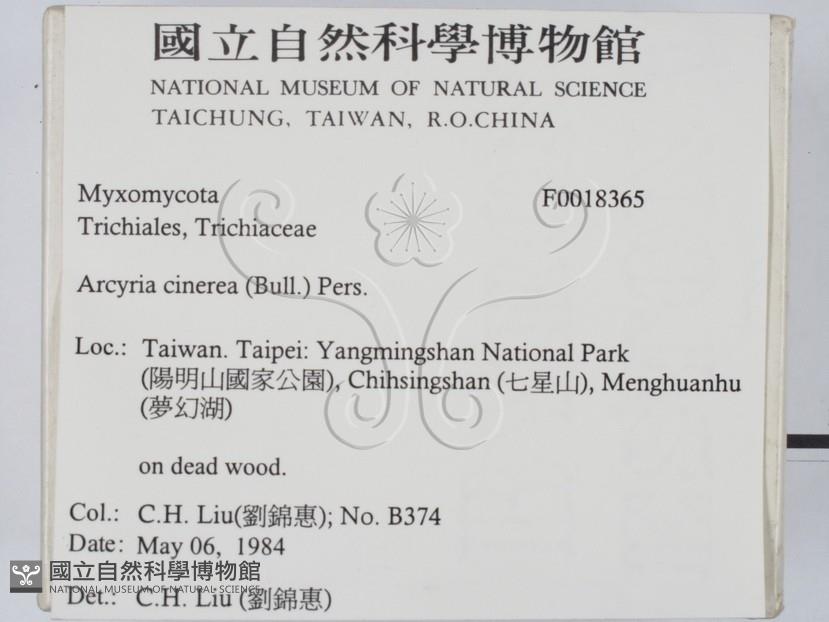 國立自然科學博物館
NATIONAL MUSEUM OF NATURAL SCIENCE
TAICHUNG, TAIWAN, R.O.CHINA
Myxomycota F0018365
Trichiales, Trichiaceae
Arcyria cinerea (Bull.) Pers.
Loc.: Taiwan. Taipei: Yangmingshan National Park
(陽明山國家公園), Chihsingshan (七星山), Menghuanhu
(夢幻湖)
on dead wood.
Col.: C.H. Liu(劉錦惠); No. B374
Date: May 06, 1984
國立自然科學博物館
NATIONAL MUSEUM OF NATURAL SCIENCE
Det.: C.H. Liu (劉錦惠)